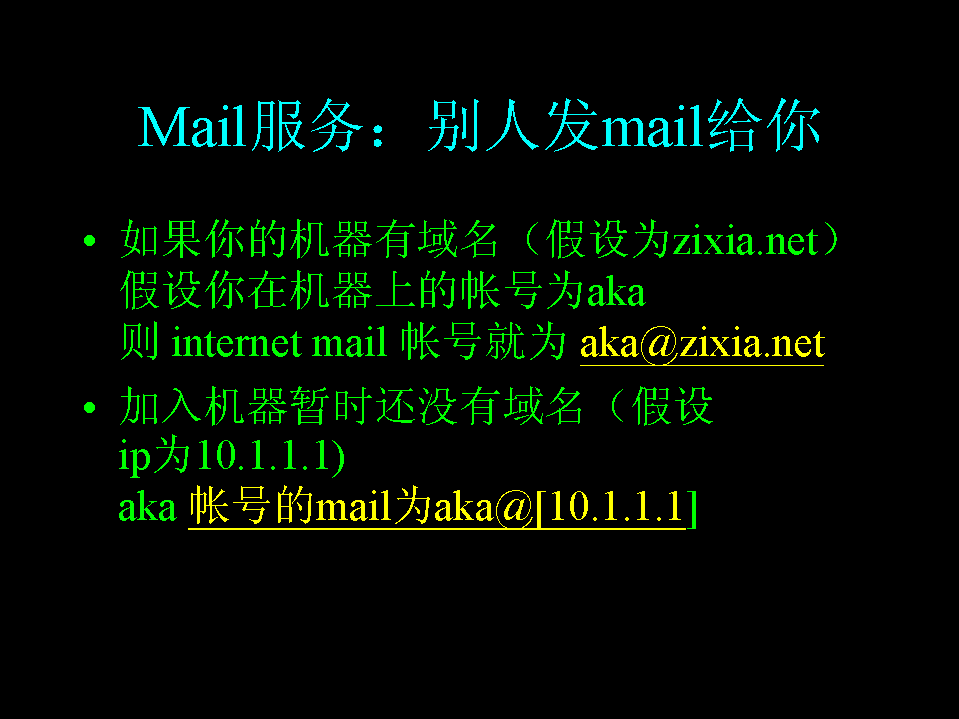 Mail服务：别人发mail给你
• 如果你的机器有域名（假设为zixia.net）
假设你在机器上的帐号为aka
则 internet mail 帐号就为 aka@zixia.net
• 加入机器暂时还没有域名（假设
ip为10.1.1.1)
aka 帐号的mail为aka@[10.1.1.1]